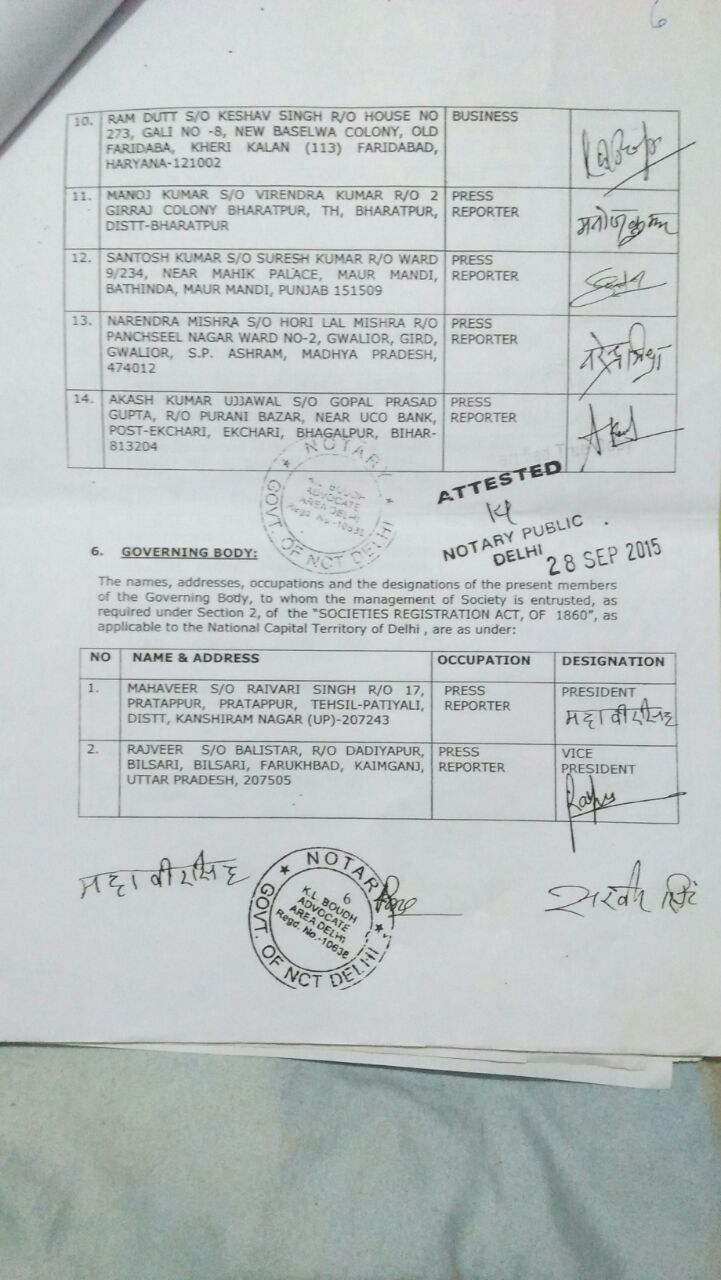 6
10. RAM DUTT S/O KESHAV SINGH R/O HOUSE NO BUSINESS
273, GALI NO -8, NEW BASELWA COLONY, OLD
FARIDABA, KHERI KALAN (113) FARIDABAD,
HARYANA-121002
11. MANOJ KUMAR S/O VIRENDRA KUMAR R/O 2 PRESS
GIRRAJ COLONY BHARATPUR, TH, BHARATPUR, REPORTER
DISTT-BHARATPUR
मनोज कुमार
12. SANTOSH KUMAR S/O SURESH KUMAR R/O WARD PRESS
9/234, NEAR MAHIK PALACE, MAUR MANDI, REPORTER
BATHINDA, MAUR MANDI, PUNJAB 151509
13. NARENDRA MISHRA S/O HORI LAL MISHRA R/O PRESS
PANCHSEEL NAGAR WARD NO-2, GWALIOR, GIRD, REPORTER
GWALIOR, S.P. ASHRAM, MADHYA PRADESH,
474012
नरेन्द्र मिश्रा
14. AKASH KUMAR UJJAWAL S/O GOPAL PRASAD PRESS
GUPTA, R/O PURANI BAZAR, NEAR UCO BANK, REPORTER
POST-EKCHARI, EKCHARI, BHAGALPUR, BIHAR-
813204
NOTARY
K.L. BOUDH
ADVOCATE
AREA DELHI
Regd. No.-10638
GOVT. OF NCT DELHI
ATTESTED
NOTARY PUBLIC
DELHI
28 SEP 2015
6. GOVERNING BODY:
The names, addresses, occupations and the designations of the present members
of the Governing Body, to whom the management of Society is entrusted, as
required under Section 2, of the "SOCIETIES REGISTRATION ACT, OF 1860", as
applicable to the National Capital Territory of Delhi , are as under:
NO NAME & ADDRESS OCCUPATION DESIGNATION
1. MAHAVEER S/O RAIVARI SINGH R/O 17, PRESS PRESIDENT
PRATAPPUR, PRATAPPUR, TEHSIL-PATIYALI, REPORTER
DISTT, KANSHIRAM NAGAR (UP)-207243
महावीर सिंह
2. RAJVEER S/O BALISTAR, R/O DADIYAPUR, PRESS VICE
BILSARI, BILSARI, FARUKHBAD, KAIMGANJ, REPORTER PRESIDENT
UTTAR PRADESH, 207505
महावीर सिंह
NOTARY
6
K.L. BOUDH
ADVOCATE
AREA DELHI
Regd. No.-10638
GOVT. OF NCT DELHI